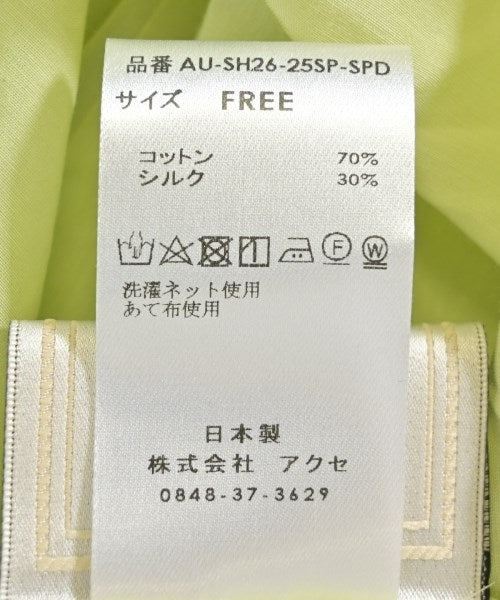 品番 AU-SH26-25SP-SPD
サイズ FREE
コットン 70%
シルク 30%
F W
洗濯ネット使用
あて布使用
日本製
株式会社 アクセ
0848-37-3629